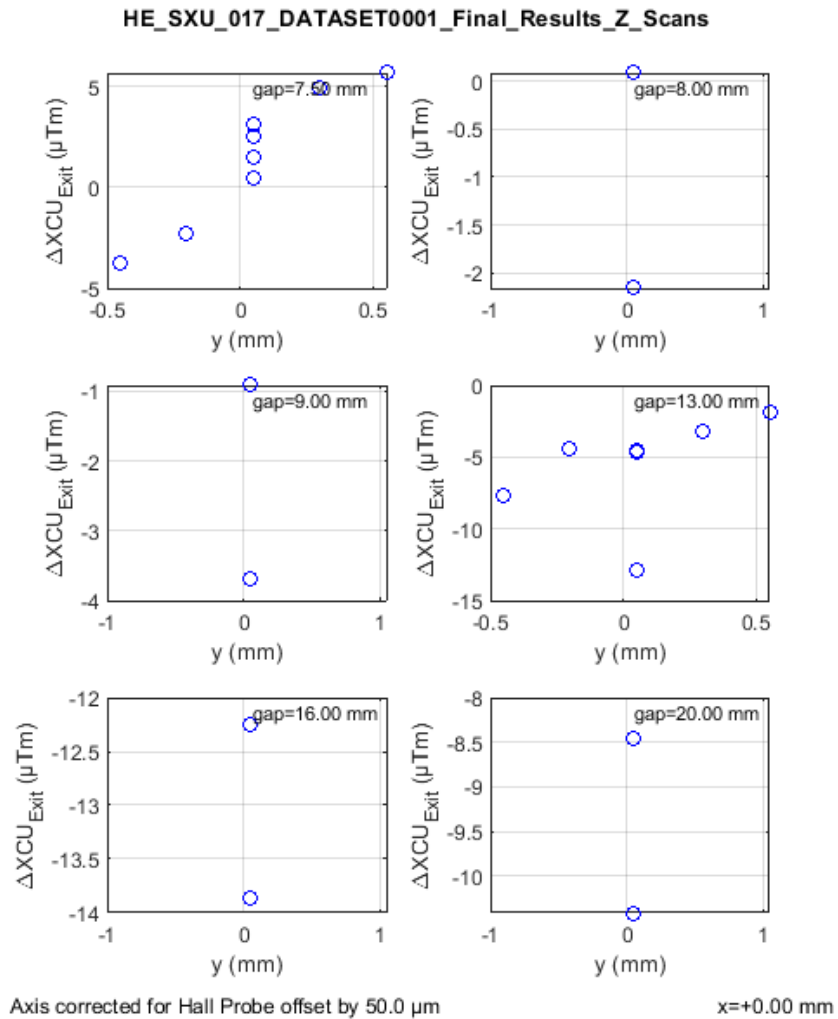 HE_SXU_017_DATASET0001_Final_Results_Z_Scans
gap=7.50 mm
5
0
-5
-0.5 0 0.5
y (mm)
ΔXCU_Exit (µTm)
gap=8.00 mm
0
-0.5
-1
-1.5
-2
-1 0 1
y (mm)
ΔXCU_Exit (µTm)
gap=9.00 mm
-1
-2
-3
-4
-1 0 1
y (mm)
ΔXCU_Exit (µTm)
gap=13.00 mm
0
-5
-10
-15
-0.5 0 0.5
y (mm)
ΔXCU_Exit (µTm)
gap=16.00 mm
-12
-12.5
-13
-13.5
-14
-1 0 1
y (mm)
ΔXCU_Exit (µTm)
gap=20.00 mm
-8
-8.5
-9
-9.5
-10
-1 0 1
y (mm)
ΔXCU_Exit (µTm)
Axis corrected for Hall Probe offset by 50.0 µm
x=+0.00 mm